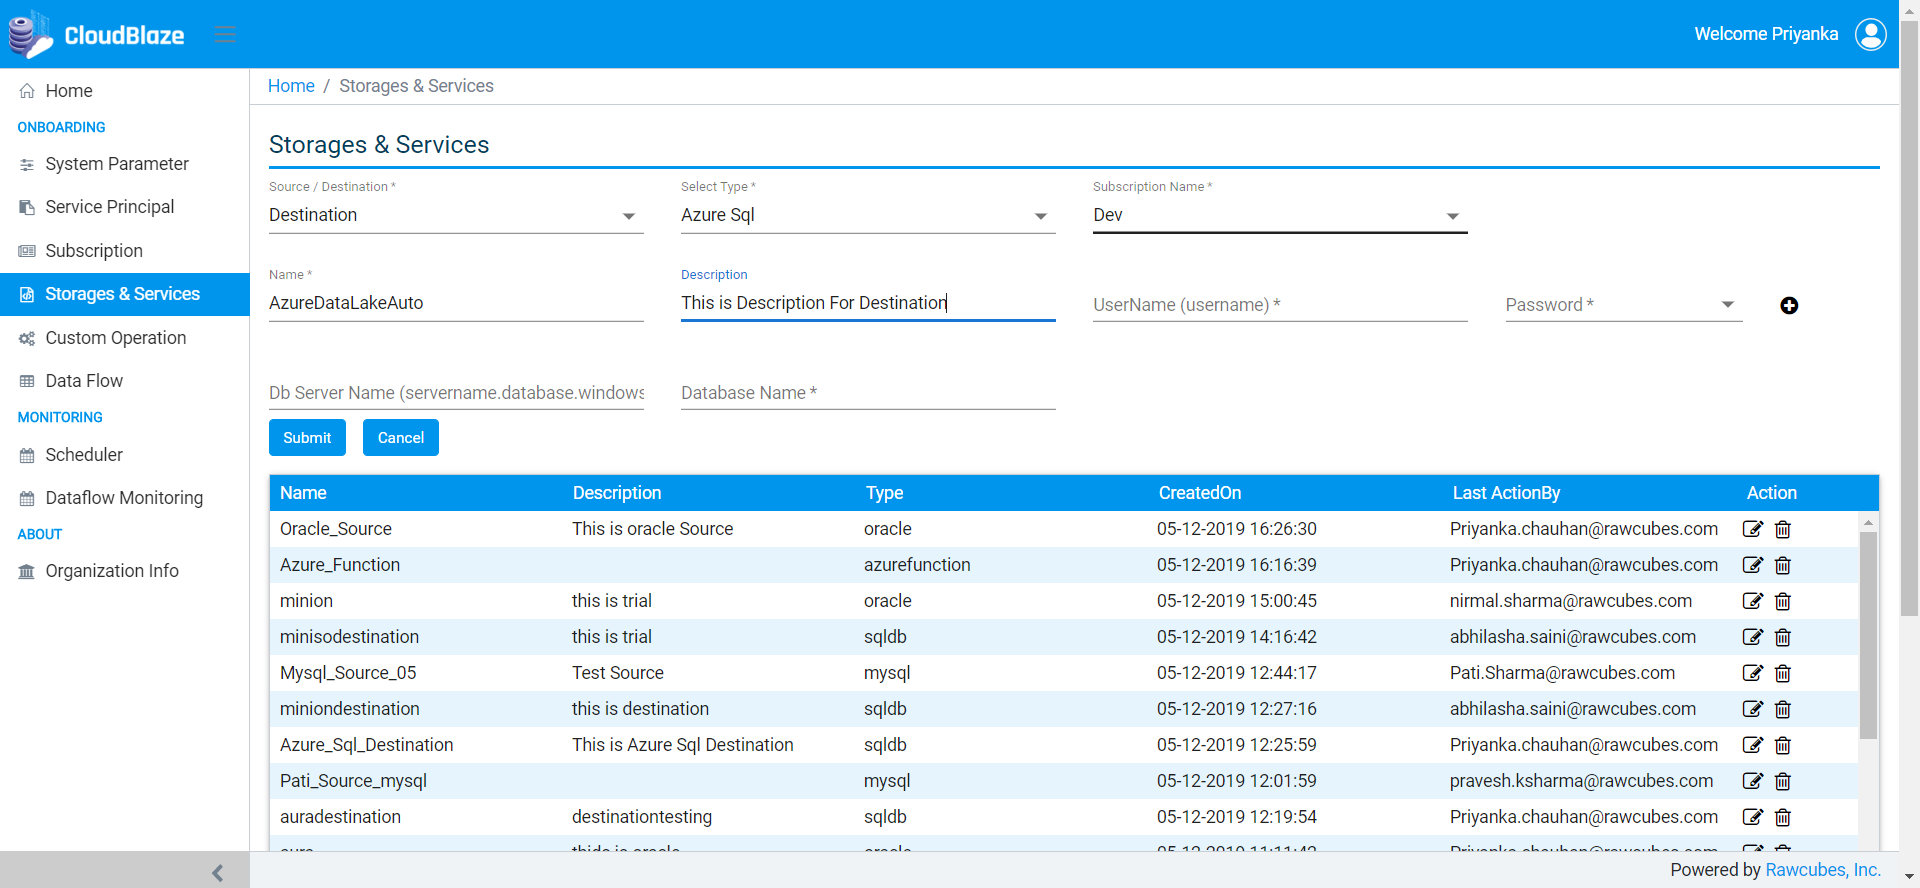 CloudBlaze
Welcome Priyanka
Home
ONBOARDING
System Parameter
Service Principal
Subscription
Storages & Services
Custom Operation
Data Flow
MONITORING
Scheduler
Dataflow Monitoring
ABOUT
Organization Info
Home / Storages & Services
Storages & Services
Source / Destination * Select Type * Subscription Name *
Destination Azure Sql Dev
Name * Description
AzureDataLakeAuto This is Description For Destination UserName (username) * Password *
Db Server Name (servername.database.windows Database Name *
Submit Cancel
Name Description Type CreatedOn Last ActionBy Action
Oracle_Source This is oracle Source oracle 05-12-2019 16:26:30 Priyanka.chauhan@rawcubes.com
Azure_Function azurefunction 05-12-2019 16:16:39 Priyanka.chauhan@rawcubes.com
minion this is trial oracle 05-12-2019 15:00:45 nirmal.sharma@rawcubes.com
minisodestination this is trial sqldb 05-12-2019 14:16:42 abhilasha.saini@rawcubes.com
Mysql_Source_05 Test Source mysql 05-12-2019 12:44:17 Pati.Sharma@rawcubes.com
miniondestination this is destination sqldb 05-12-2019 12:27:16 abhilasha.saini@rawcubes.com
Azure_Sql_Destination This is Azure Sql Destination sqldb 05-12-2019 12:25:59 Priyanka.chauhan@rawcubes.com
Pati_Source_mysql mysql 05-12-2019 12:01:59 pravesh.ksharma@rawcubes.com
auradestination destinationtesting sqldb 05-12-2019 12:19:54 Priyanka.chauhan@rawcubes.com
Powered by Rawcubes, Inc.